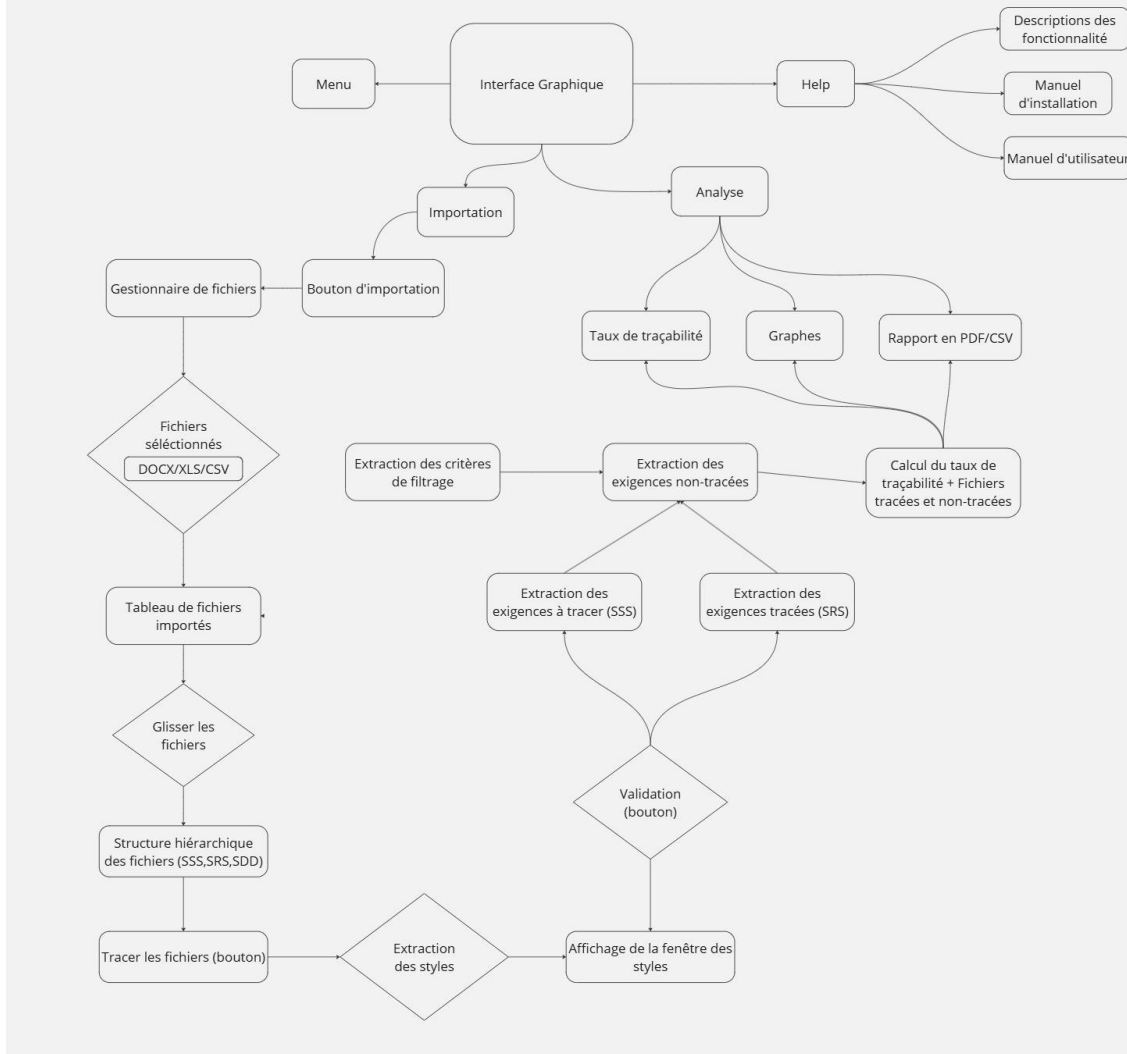 Descriptions des
fonctionnalité
Menu
Interface Graphique
Help
Manuel
d'installation
Manuel d'utilisateur
Analyse
Importation
Gestionnaire de fichiers
Bouton d'importation
Taux de traçabilité
Graphes
Rapport en PDF/CSV
Fichiers
séléctionnés
DOCX/XLS/CSV
Extraction des critères
de filtrage
Extraction des
exigences non-tracées
Calcul du taux de
traçabilité + Fichiers
tracées et non-tracées
Tableau de fichiers
importés
Extraction des
exigences à tracer (SSS)
Extraction des
exigences tracées (SRS)
Glisser les
fichiers
Validation
(bouton)
Structure hiérarchique
des fichiers (SSS,SRS,SDD)
Tracer les fichiers (bouton)
Extraction
des styles
Affichage de la fenêtre des
styles